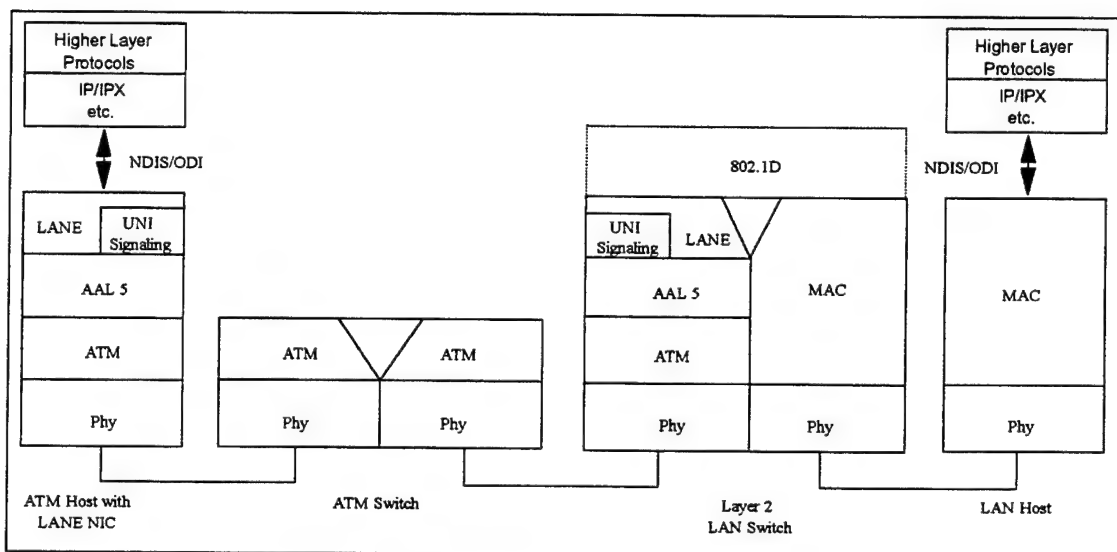 Higher Layer
Protocols
IP/IPX
etc.
NDIS/ODI
LANE
UNI
Signaling
AAL 5
ATM
Phy
ATM Host with
LANE NIC
ATM
ATM
Phy
Phy
ATM Switch
802.1D
UNI
Signaling
LANE
AAL 5
ATM
Phy
MAC
Phy
Layer 2
LAN Switch
Higher Layer
Protocols
IP/IPX
etc.
NDIS/ODI
MAC
Phy
LAN Host